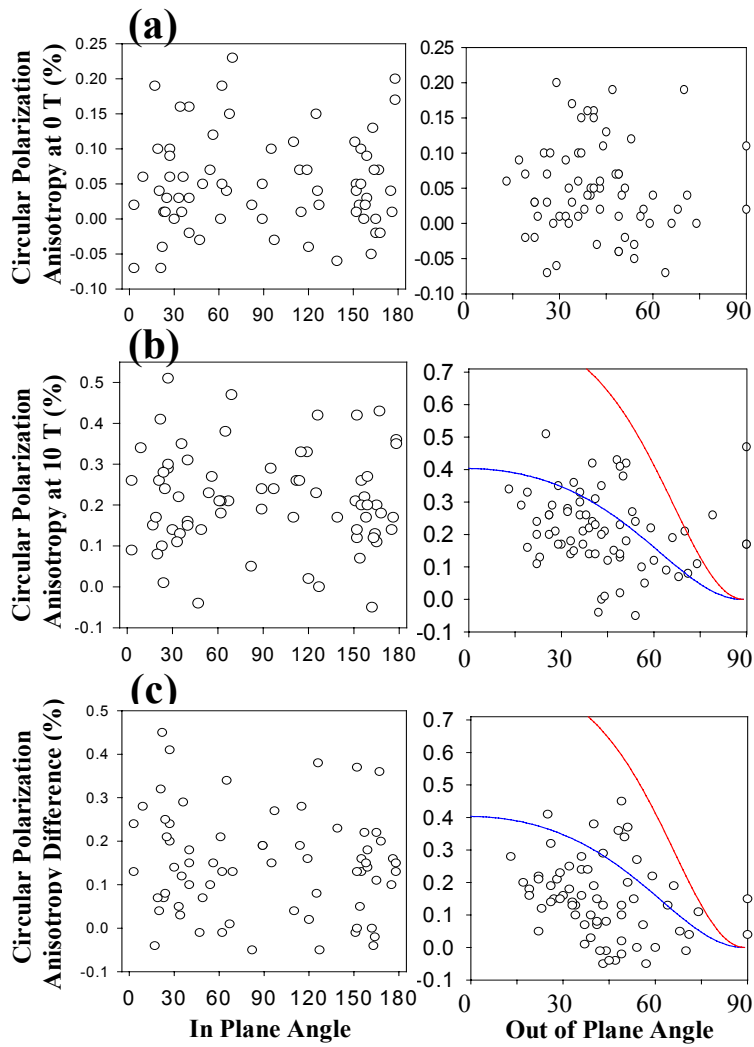 (a)
Circular Polarization
Anisotropy at 0 T (%)
0.25
0.20
0.15
0.10
0.05
0.00
-0.05
-0.10
0 30 60 90 120 150 180
0.25
0.20
0.15
0.10
0.05
0.00
-0.05
-0.10
0 30 60 90
(b)
Circular Polarization
Anisotropy at 10 T (%)
0.5
0.4
0.3
0.2
0.1
0.0
-0.1
0 30 60 90 120 150 180
0.7
0.6
0.5
0.4
0.3
0.2
0.1
0.0
-0.1
0 30 60 90
(c)
Circular Polarization
Anisotropy Difference (%)
0.5
0.4
0.3
0.2
0.1
0.0
-0.1
0 30 60 90 120 150 180
In Plane Angle
0.7
0.6
0.5
0.4
0.3
0.2
0.1
0.0
-0.1
0 30 60 90
Out of Plane Angle